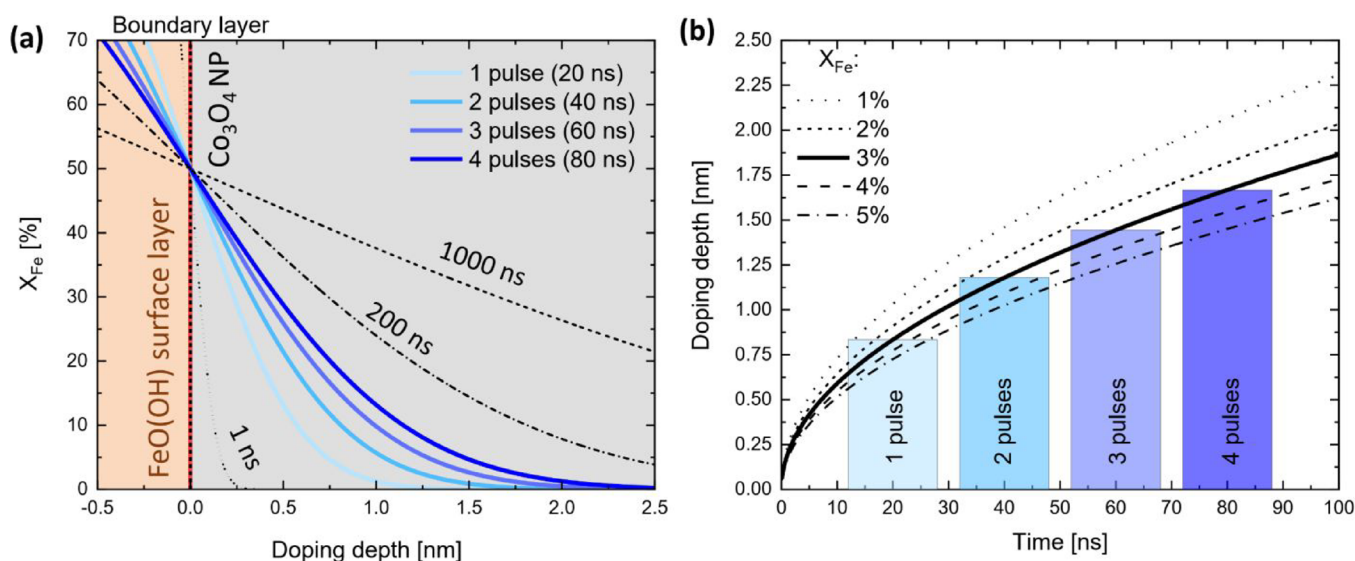 (a)
Boundary layer
70
60
50
40
30
20
10
0
X_Fe [%]
-0.5 0.0 0.5 1.0 1.5 2.0 2.5
Doping depth [nm]
FeO(OH) surface layer
Co₃O₄ NP
1 pulse (20 ns)
2 pulses (40 ns)
3 pulses (60 ns)
4 pulses (80 ns)
1000 ns
200 ns
1 ns
(b)
2.50
2.25
2.00
1.75
1.50
1.25
1.00
0.75
0.50
0.25
0.00
Doping depth [nm]
X_Fe:
1%
2%
3%
4%
5%
1 pulse
2 pulses
3 pulses
4 pulses
0 10 20 30 40 50 60 70 80 90 100
Time [ns]